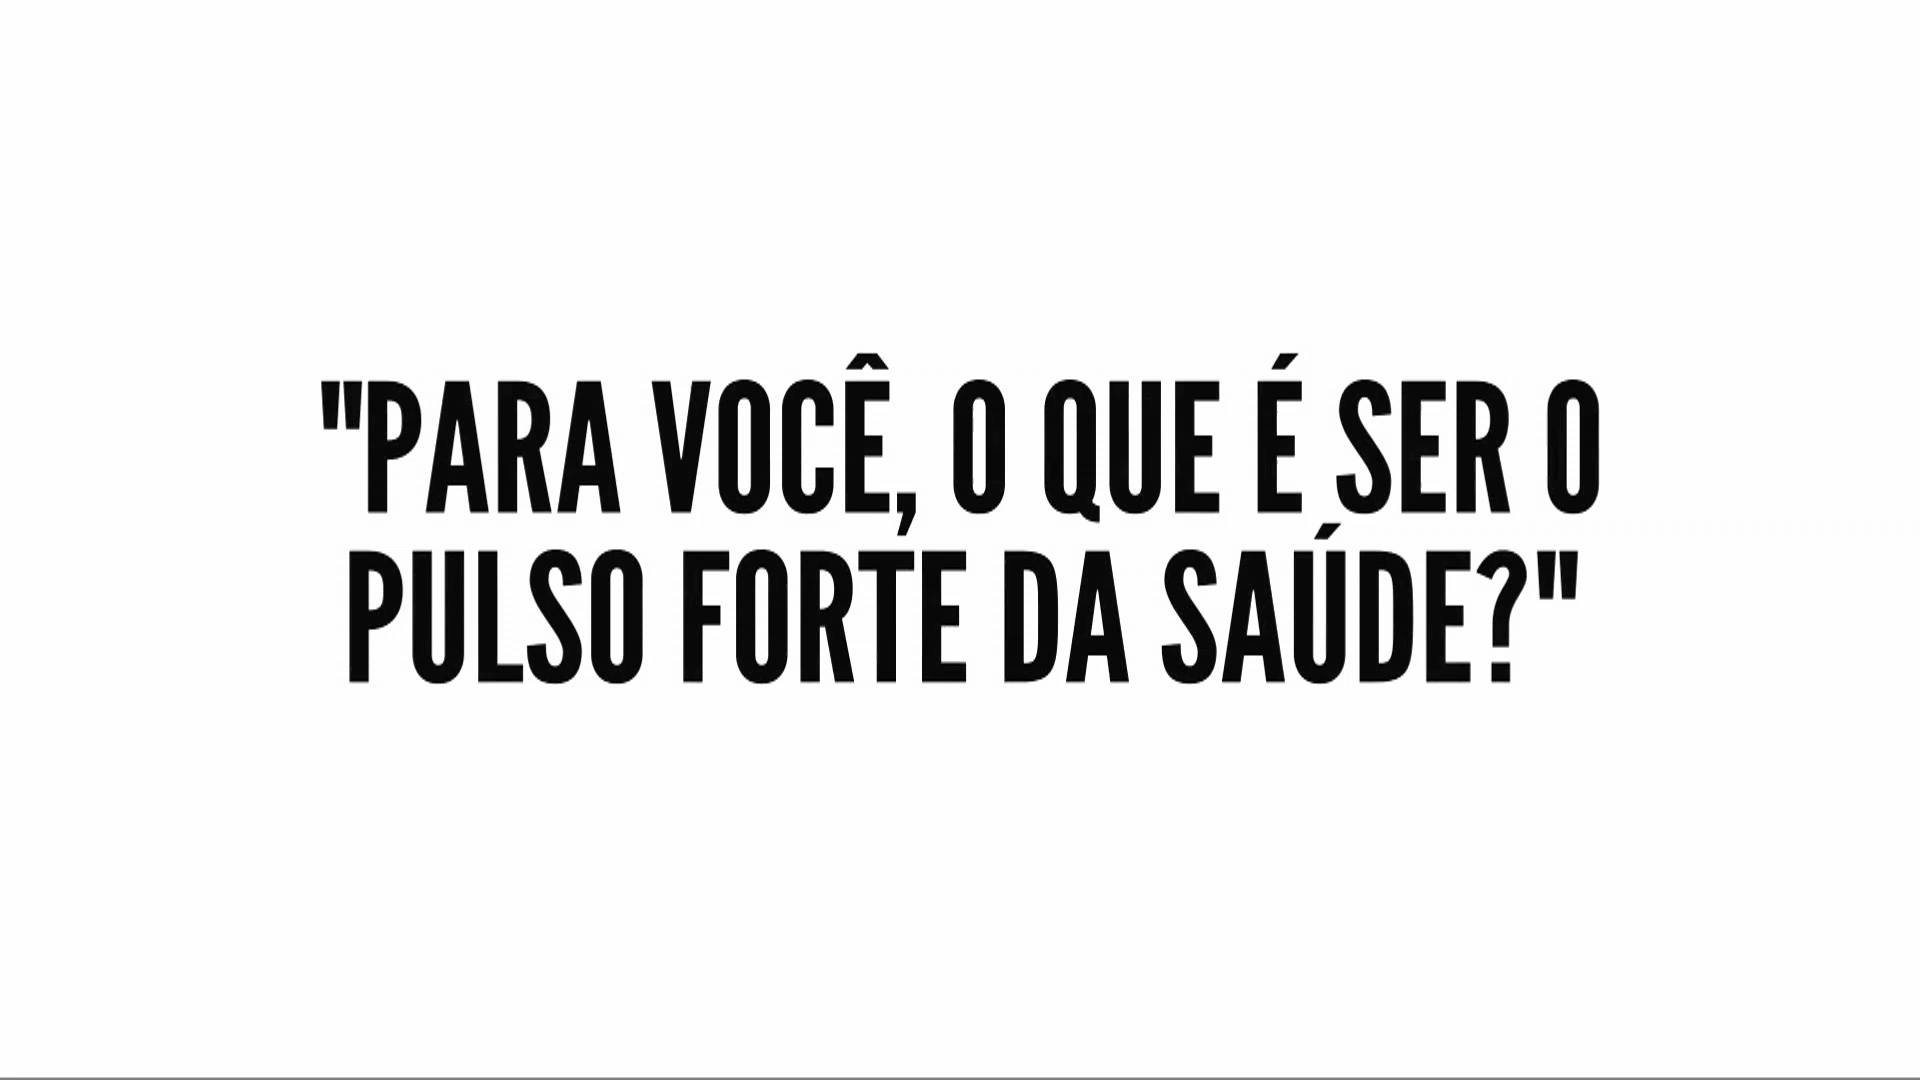 "PARA VOCÊ, O QUE É SER O
PULSO FORTE DA SAÚDE?"